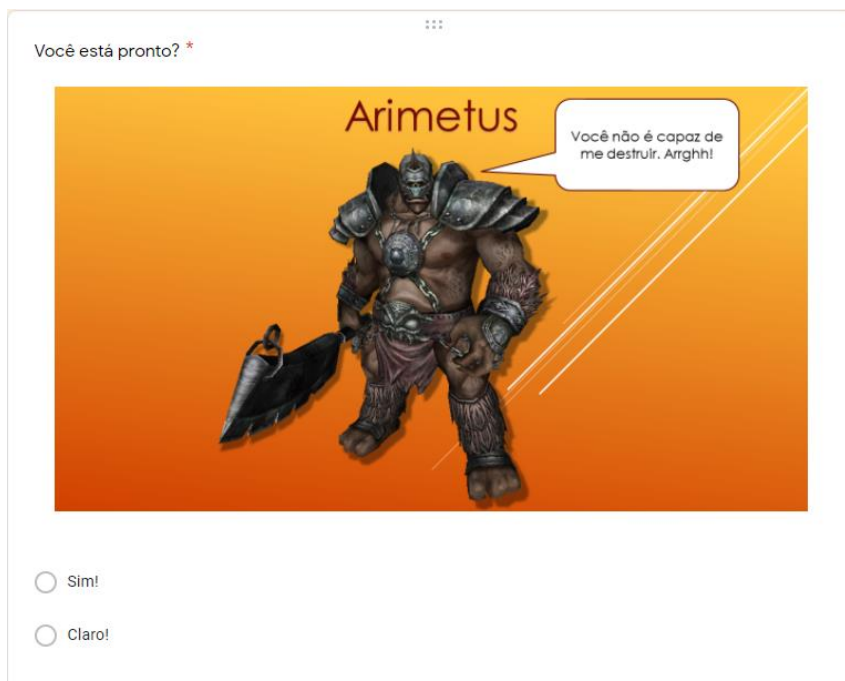 Você está pronto? *
Arimetus
Você não é capaz de
me destruir. Arrghh!
Sim!
Claro!